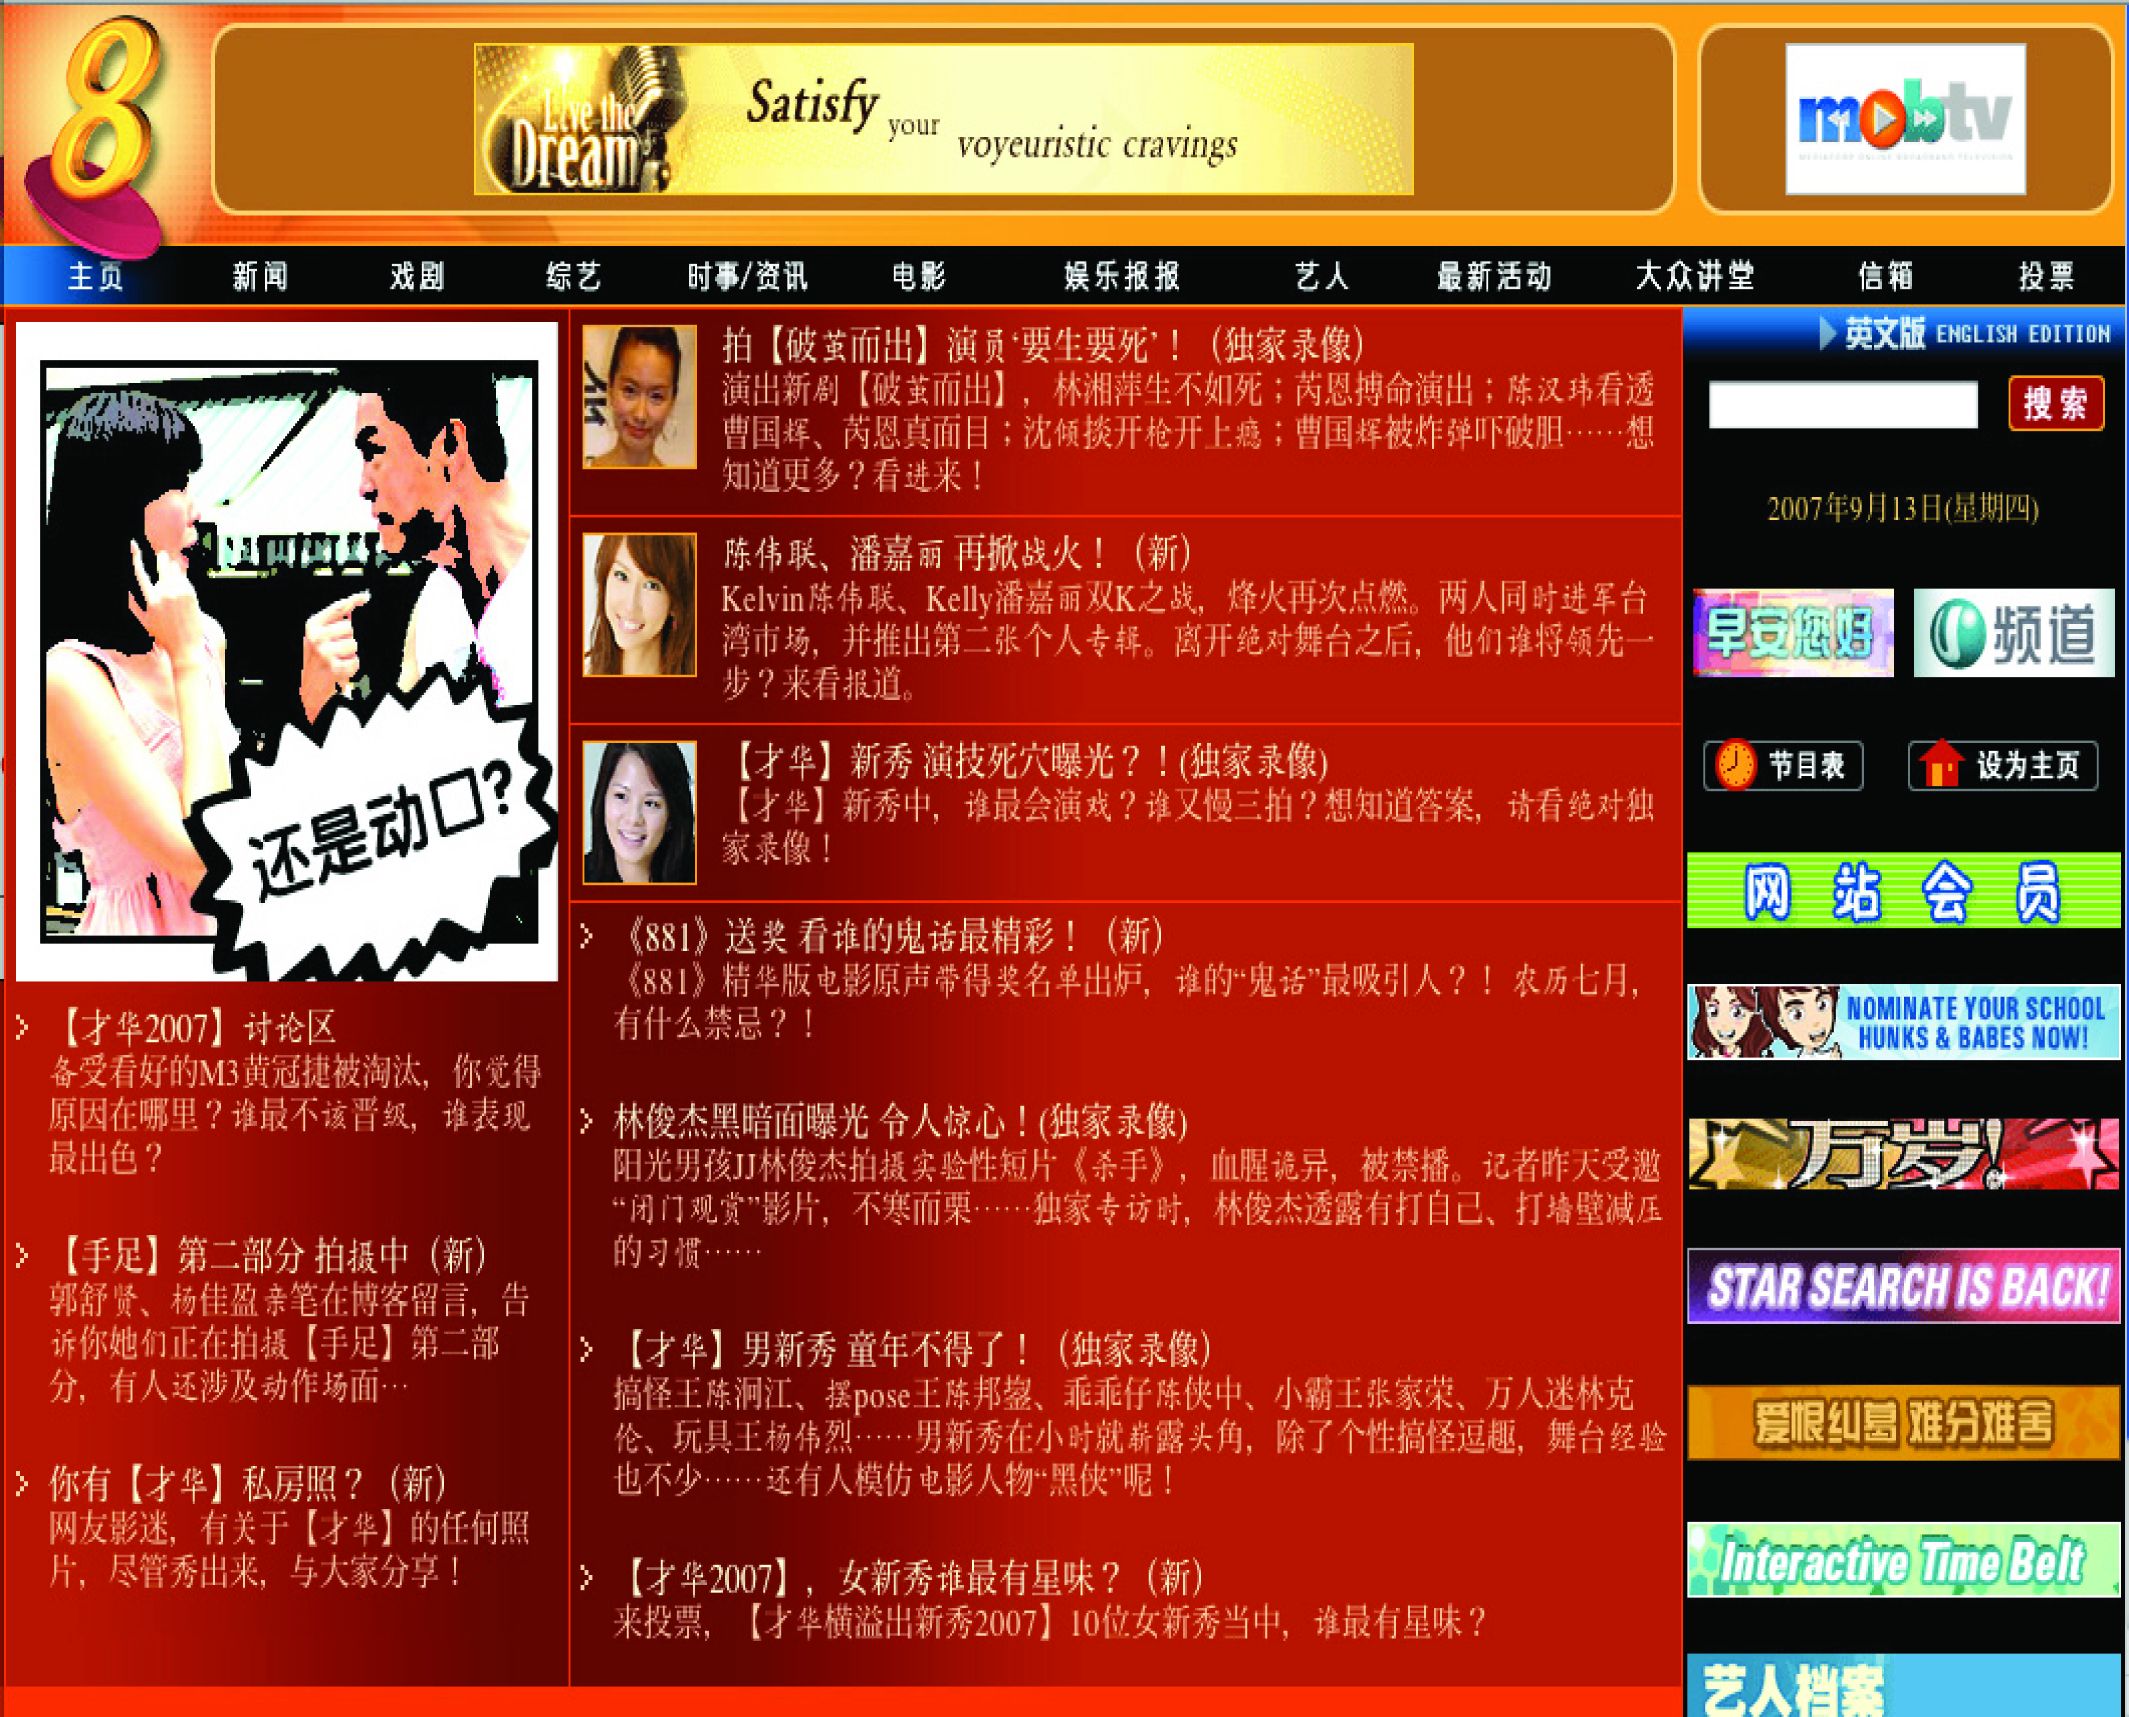 8
Live the
Dream
Satisfy your voyeuristic cravings
mobtv
主页 新闻 戏剧 综艺 时事/资讯 电影 娱乐报报 艺人 最新活动 大众讲堂 信箱 投票
还是动口?
【才华2007】讨论区
备受看好的M3黄冠捷被淘汰，你觉得
原因在哪里？谁最不该晋级，谁表现
最出色？
【手足】第二部分 拍摄中（新）
郭舒贤、杨佳盈亲笔在博客留言，告
诉你她们正在拍摄【手足】第二部
分，有人还涉及动作场面…
你有【才华】私房照？（新）
网友影迷，有关于【才华】的任何照
片，尽管秀出来，与大家分享！
拍【破茧而出】演员‘要生要死’！（独家录像）
演出新剧【破茧而出】，林湘萍生不如死；芮恩搏命演出；陈汉玮看透
曹国辉、芮恩真面目；沈倾掞开枪开上瘾；曹国辉被炸弹吓破胆……想
知道更多？看进来！
陈伟联、潘嘉丽 再掀战火！（新）
Kelvin陈伟联、Kelly潘嘉丽双K之战，烽火再次点燃。两人同时进军台
湾市场，并推出第二张个人专辑。离开绝对舞台之后，他们谁将领先一
步？来看报道。
【才华】新秀 演技死穴曝光？！(独家录像)
【才华】新秀中，谁最会演戏？谁又慢三拍？想知道答案，请看绝对独
家录像！
《881》送奖 看谁的鬼话最精彩！（新）
《881》精华版电影原声带得奖名单出炉，谁的“鬼话”最吸引人？！农历七月，
有什么禁忌？！
林俊杰黑暗面曝光 令人惊心！(独家录像)
阳光男孩JJ林俊杰拍摄实验性短片《杀手》，血腥诡异，被禁播。记者昨天受邀
“闭门观赏”影片，不寒而栗……独家专访时，林俊杰透露有打自己、打墙壁减压
的习惯……
【才华】男新秀 童年不得了！（独家录像）
搞怪王陈泂江、摆pose王陈邦鋆、乖乖仔陈侠中、小霸王张家荣、万人迷林克
伦、玩具王杨伟烈……男新秀在小时就崭露头角，除了个性搞怪逗趣，舞台经验
也不少……还有人模仿电影人物“黑侠”呢！
【才华2007】，女新秀谁最有星味？（新）
来投票，【才华横溢出新秀2007】10位女新秀当中，谁最有星味？
英文版 ENGLISH EDITION
搜索
2007年9月13日(星期四)
早安您好 频道
节目表 设为主页
网站会员
NOMINATE YOUR SCHOOL
HUNKS & BABES NOW!
万岁!
STAR SEARCH IS BACK!
爱恨纠葛 难分难舍
Interactive Time Belt
艺人档案